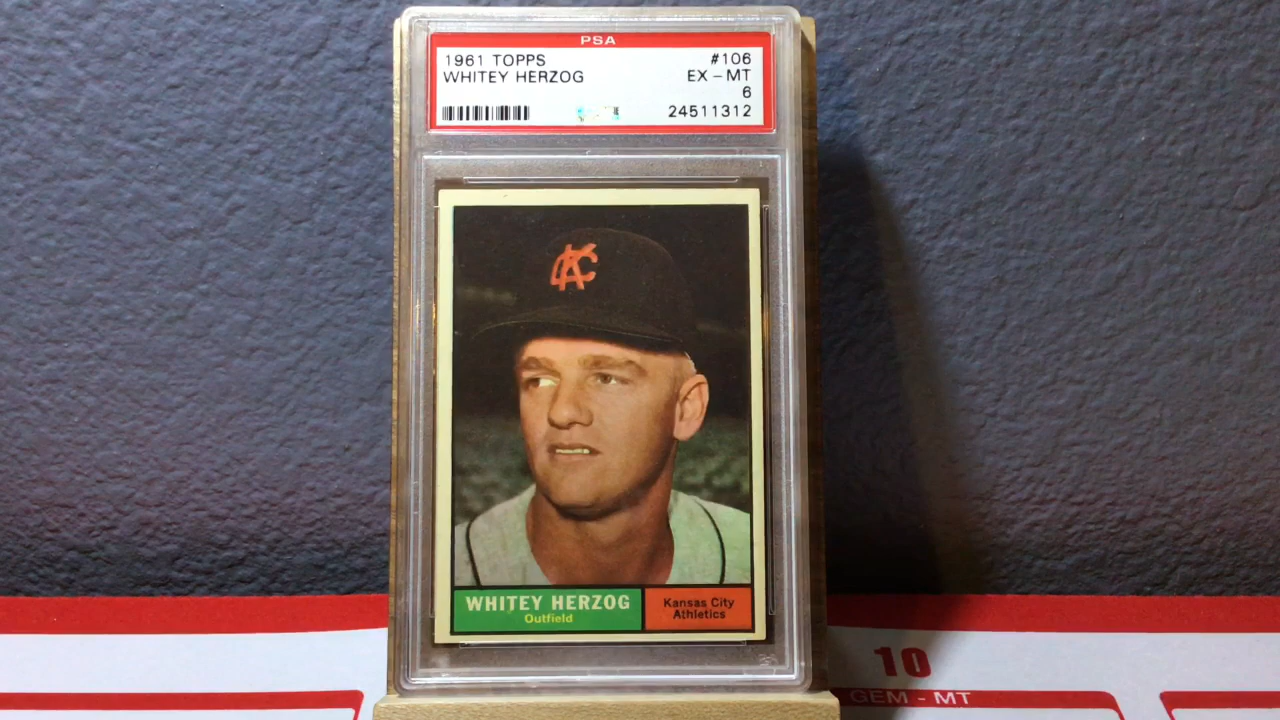 PSA
1961 TOPPS #106
WHITEY HERZOG EX - MT
6
24511312
KC
WHITEY HERZOG
Outfield
Kansas City
Athletics
10
GEM - MT